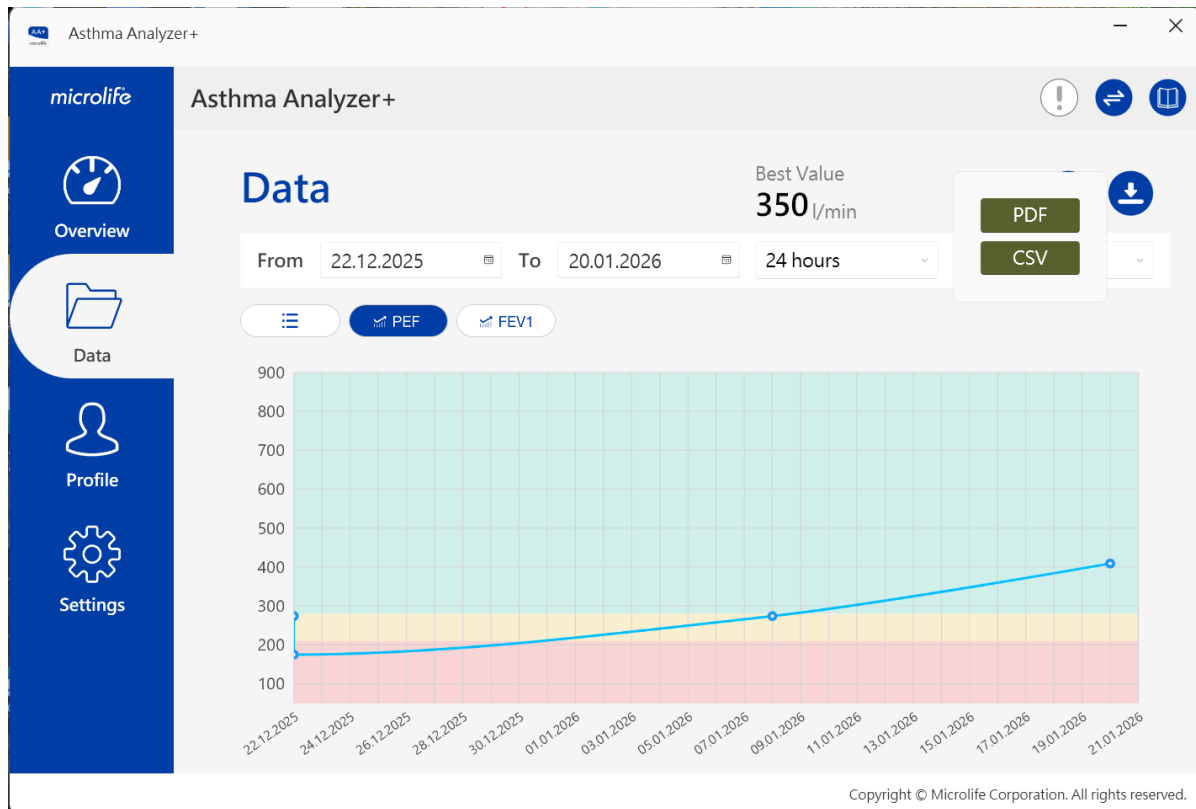 AA+
microlife
Asthma Analyzer+
microlife
Asthma Analyzer+
Overview
Data
Profile
Settings
Data
Best Value
350 l/min
PDF
CSV
From 22.12.2025 To 20.01.2026 24 hours
PEF FEV1
900
800
700
600
500
400
300
200
100
22.12.2025 24.12.2025 26.12.2025 28.12.2025 30.12.2025 01.01.2026 03.01.2026 05.01.2026 07.01.2026 09.01.2026 11.01.2026 13.01.2026 15.01.2026 17.01.2026 19.01.2026 21.01.2026
Copyright © Microlife Corporation. All rights reserved.